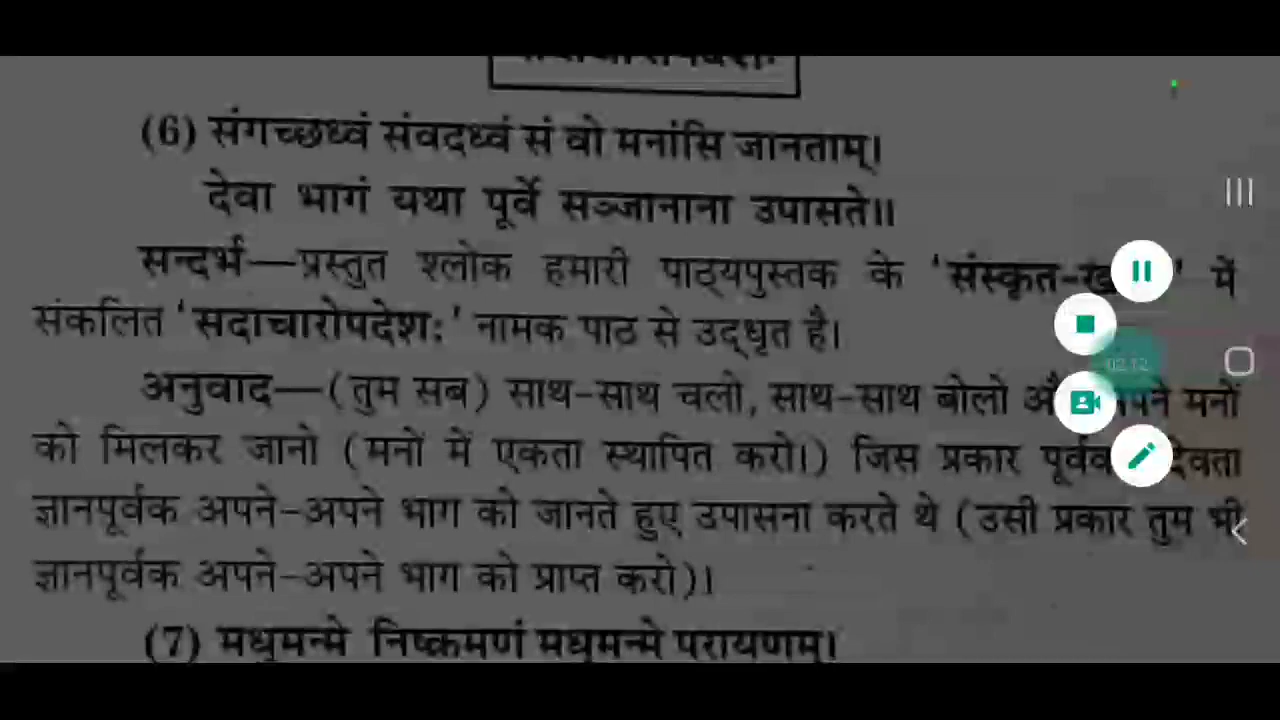 (6) संगच्छध्वं संवदध्वं सं वो मनांसि जानताम्।
देवा भागं यथा पूर्वे सञ्जानाना उपासते॥
सन्दर्भ—प्रस्तुत श्लोक हमारी पाठ्यपुस्तक के 'संस्कृत- ' में
संकलित 'सदाचारोपदेशः' नामक पाठ से उद्धृत है।
अनुवाद—(तुम सब) साथ-साथ चलो, साथ-साथ बोलो मनों
को मिलकर जानो (मनों में एकता स्थापित करो।) जिस प्रकार
ज्ञानपूर्वक अपने-अपने भाग को जानते हुए उपासना करते थे (उसी प्रकार तुम भी
ज्ञानपूर्वक अपने-अपने भाग को प्राप्त करो)।
(7) मधुमन्मे निष्क्रमणं मधुमन्मे परायणम्।
02:12